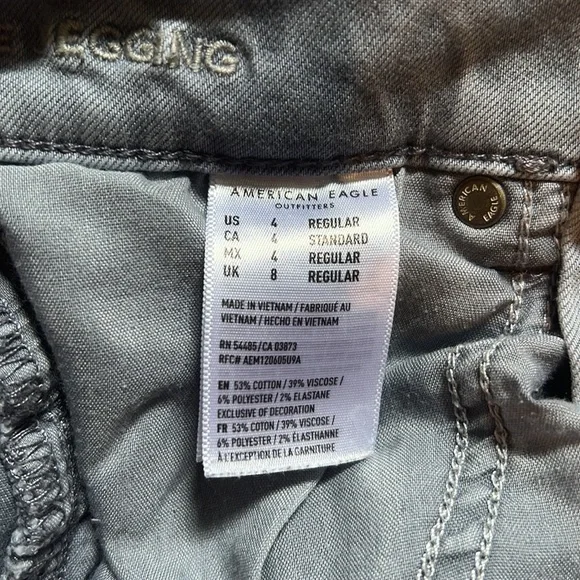 E JEGGING
AMERICAN EAGLE
OUTFITTERS
US 4 REGULAR
CA 4 STANDARD
MX 4 REGULAR
UK 8 REGULAR
MADE IN VIETNAM / FABRIQUÉ AU
VIETNAM / HECHO EN VIETNAM
RN 54485 / CA 03873
RFC# AEM120605U9A
EN 53% COTTON / 39% VISCOSE /
6% POLYESTER / 2% ELASTANE
EXCLUSIVE OF DECORATION
FR 53% COTON / 39% VISCOSE /
6% POLYESTER / 2% ÉLASTHANNE
À L'EXCEPTION DE LA GARNITURE
AMERICAN EAGLE